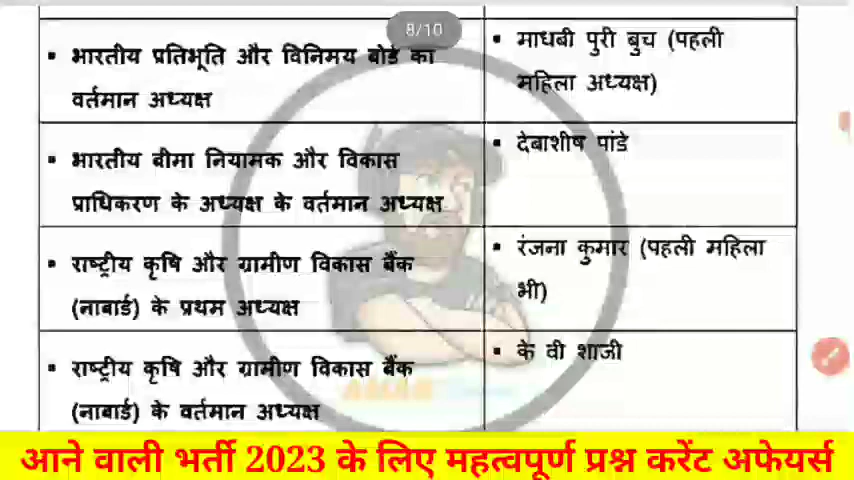 8/10
▪ भारतीय प्रतिभूति और विनिमय बोर्ड का
वर्तमान अध्यक्ष
▪ माधबी पुरी बुच (पहली
महिला अध्यक्ष)
▪ भारतीय बीमा नियामक और विकास
प्राधिकरण के अध्यक्ष के वर्तमान अध्यक्ष
▪ देबाशीष पांडे
▪ राष्ट्रीय कृषि और ग्रामीण विकास बैंक
(नाबार्ड) के प्रथम अध्यक्ष
▪ रंजना कुमार (पहली महिला
भी)
▪ राष्ट्रीय कृषि और ग्रामीण विकास बैंक
(नाबार्ड) के वर्तमान अध्यक्ष
▪ के वी शाजी
आने वाली भर्ती 2023 के लिए महत्वपूर्ण प्रश्न करेंट अफेयर्स